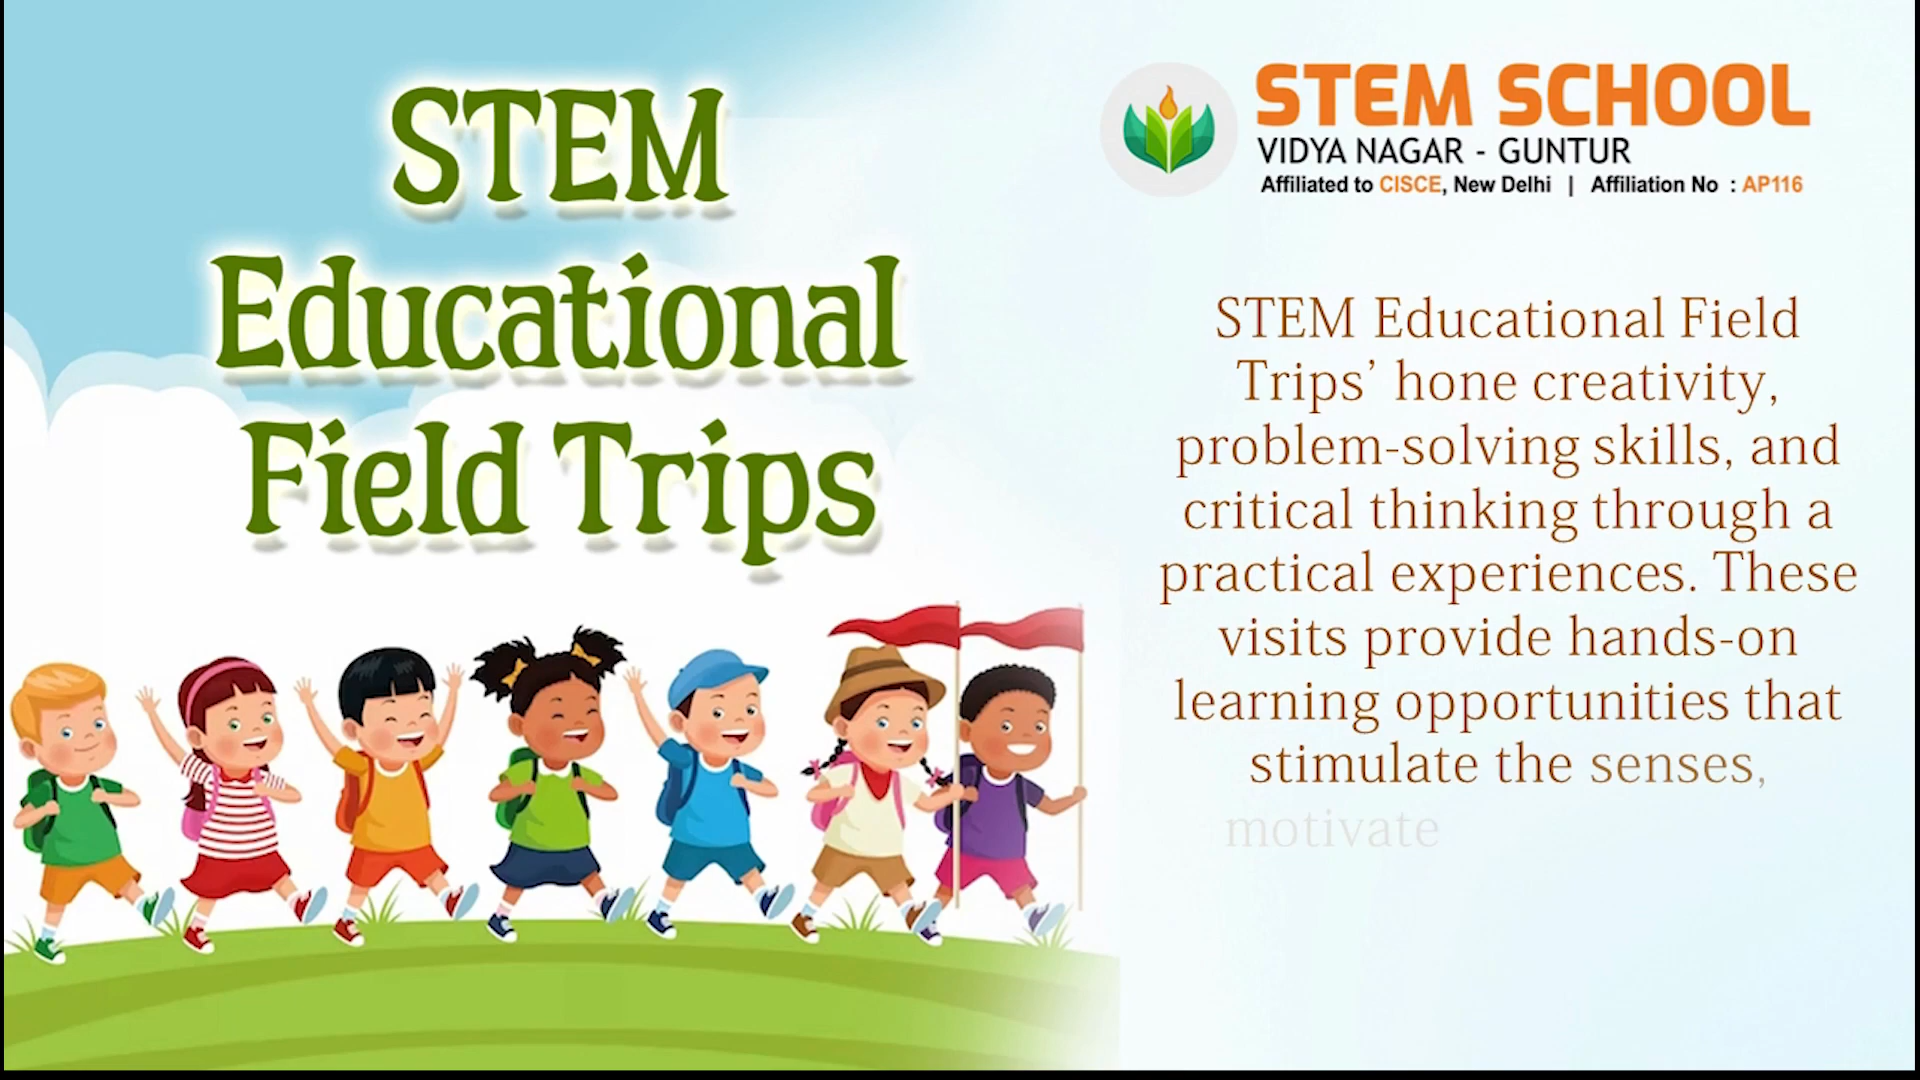 STEM
Educational
Field Trips
STEM SCHOOL
VIDYA NAGAR - GUNTUR
Affiliated to CISCE, New Delhi | Affiliation No : AP116
STEM Educational Field
Trips’ hone creativity,
problem-solving skills, and
critical thinking through a
practical experiences. These
visits provide hands-on
learning opportunities that
stimulate the senses,
motivate